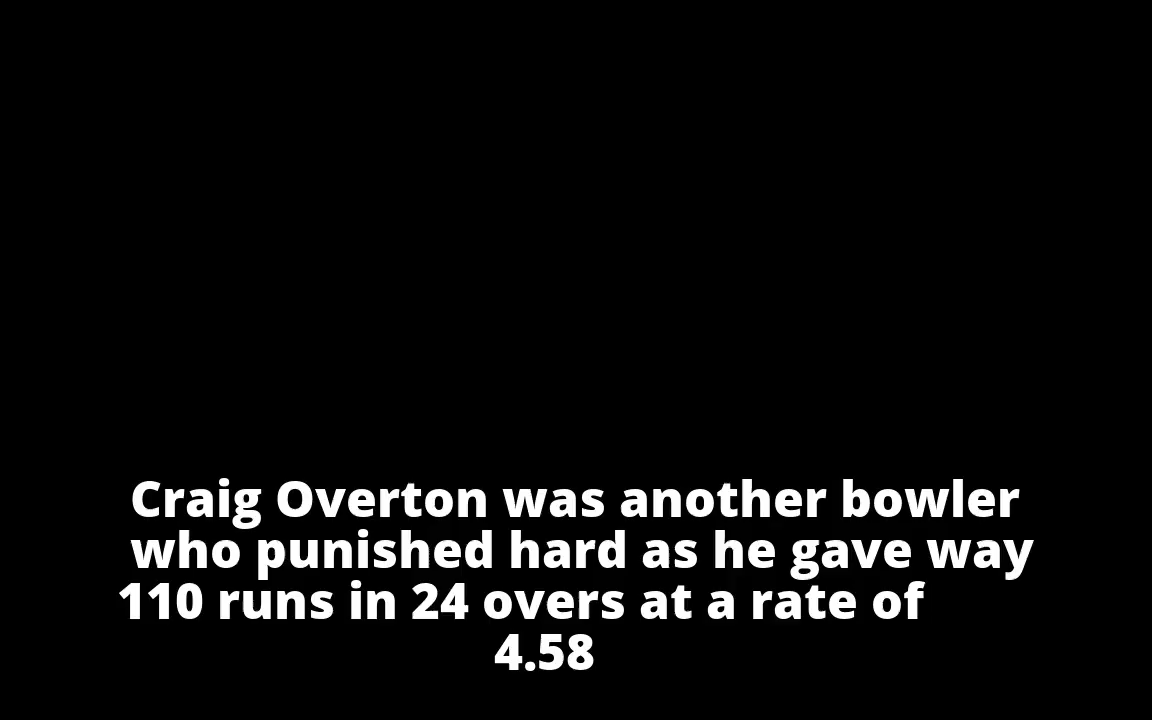 Craig Overton was another bowler
who punished hard as he gave way
110 runs in 24 overs at a rate of
4.58